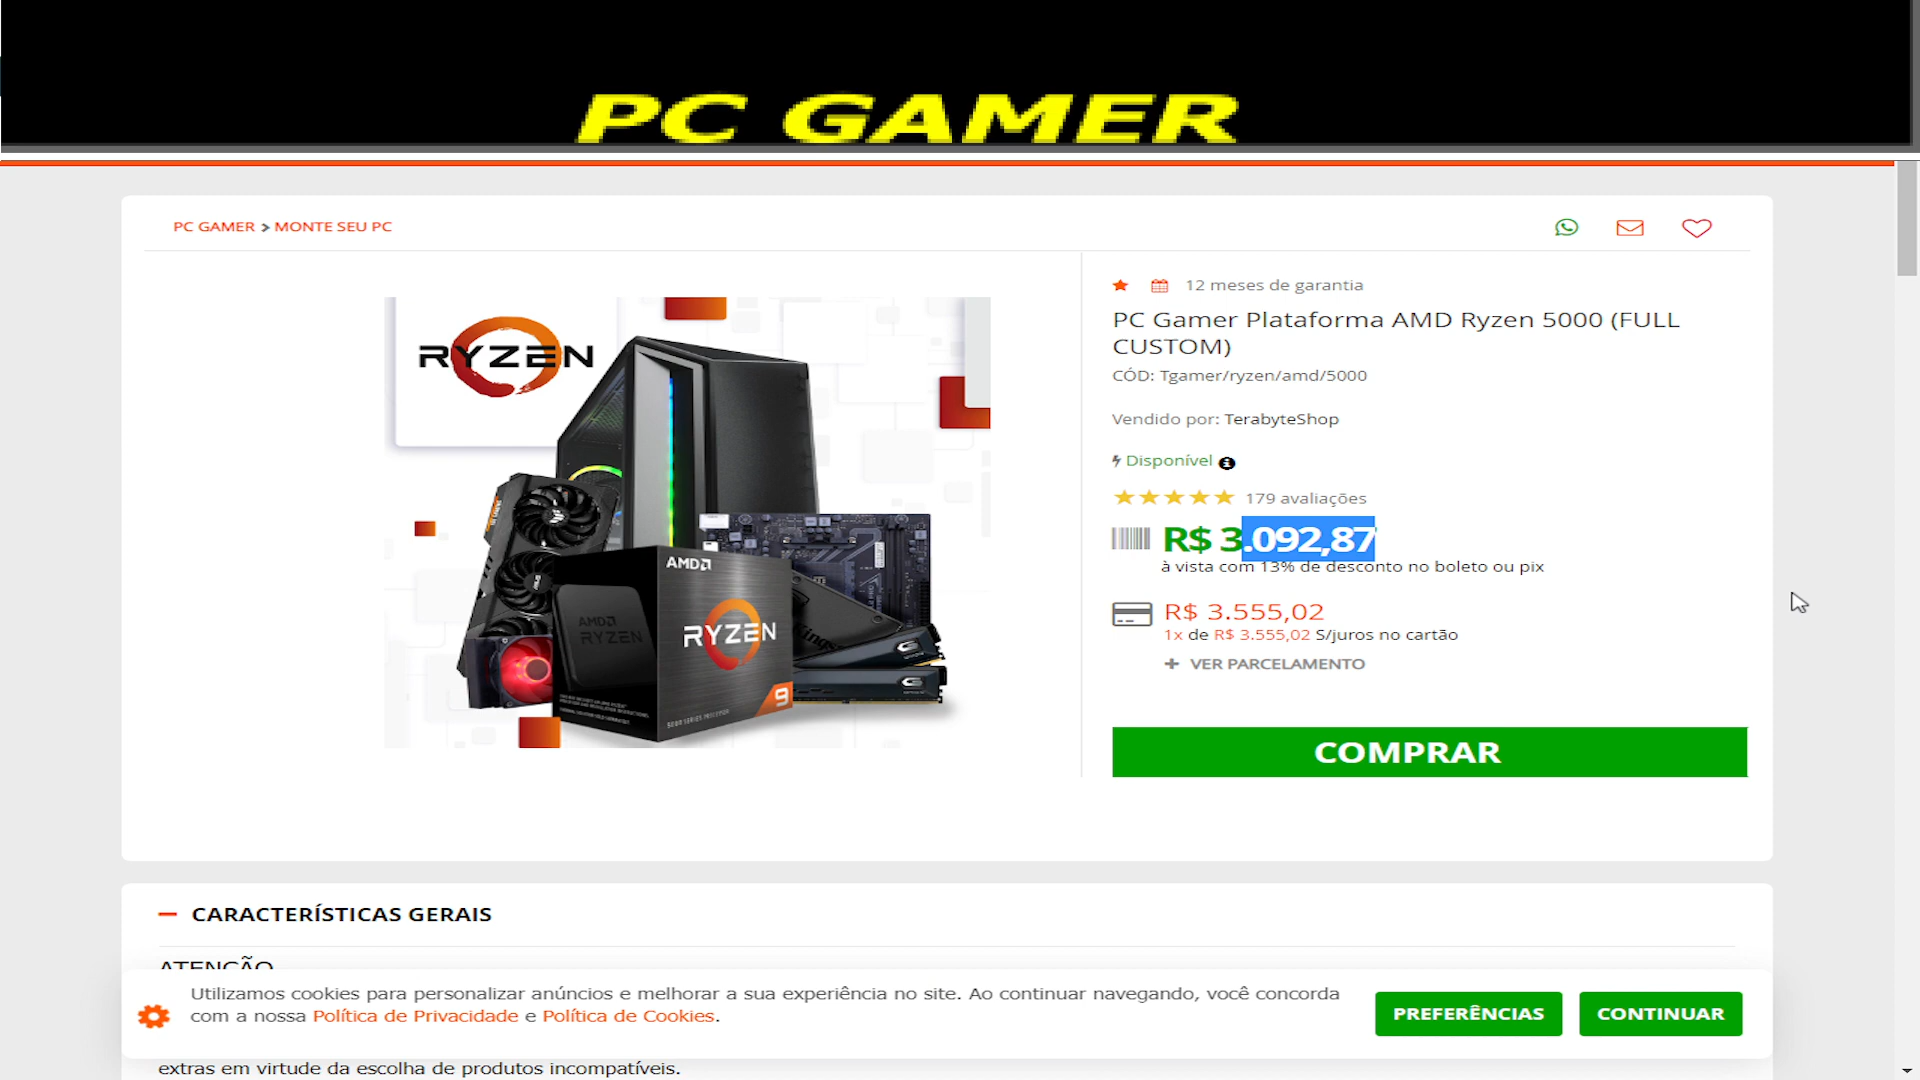 PC GAMER
PC GAMER > MONTE SEU PC
12 meses de garantia
PC Gamer Plataforma AMD Ryzen 5000 (FULL
CUSTOM)
CÓD: Tgamer/ryzen/amd/5000
Vendido por: TerabyteShop
Disponível
179 avaliações
R$ 3.092,87
à vista com 13% de desconto no boleto ou pix
R$ 3.555,02
1x de R$ 3.555,02 S/juros no cartão
+ VER PARCELAMENTO
COMPRAR
RYZEN
AMD
AMD
RYZEN
RYZEN
9
CARACTERÍSTICAS GERAIS
ATENÇÃO
Utilizamos cookies para personalizar anúncios e melhorar a sua experiência no site. Ao continuar navegando, você concorda
com a nossa Política de Privacidade e Política de Cookies.
PREFERÊNCIAS
CONTINUAR
extras em virtude da escolha de produtos incompatíveis.